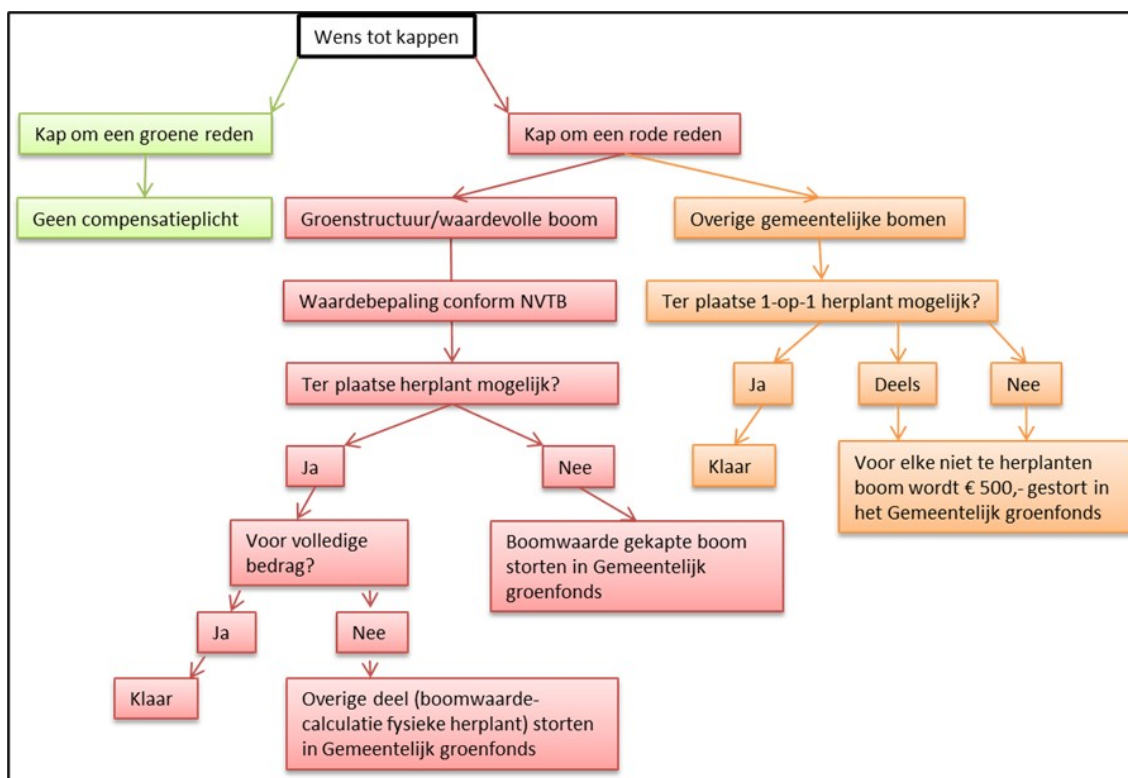 Wens tot kappen
Kap om een groene reden
Kap om een rode reden
Geen compensatieplicht
Groenstructuur/waardevolle boom
Overige gemeentelijke bomen
Waardebepaling conform NVTB
Ter plaatse 1-op-1 herplant mogelijk?
Ter plaatse herplant mogelijk?
Ja
Deels
Nee
Ja
Nee
Klaar
Voor elke niet te herplanten
boom wordt € 500,- gestort in
het Gemeentelijk groenfonds
Voor volledige
bedrag?
Boomwaarde gekapte boom
storten in Gemeentelijk
groenfonds
Ja
Nee
Klaar
Overige deel (boomwaarde-
calculatie fysieke herplant) storten
in Gemeentelijk groenfonds